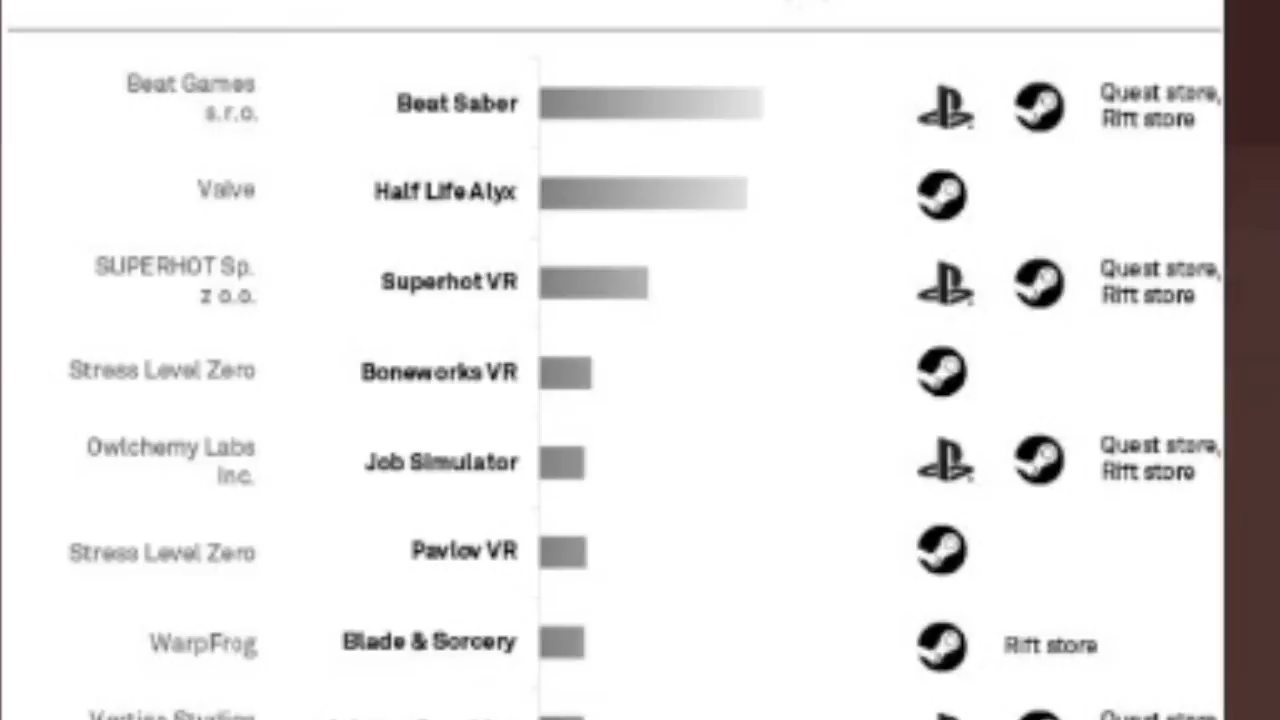 Beat Games
s.r.o.
Beat Saber
Quest store,
Rift store
Valve
Half Life Alyx
SUPERHOT Sp.
z o.o.
Superhot VR
Quest store,
Rift store
Stress Level Zero
Boneworks VR
Owlchemy Labs
Inc.
Job Simulator
Quest store,
Rift store
Stress Level Zero
Pavlov VR
WarpFrog
Blade & Sorcery
Rift store
Quest store